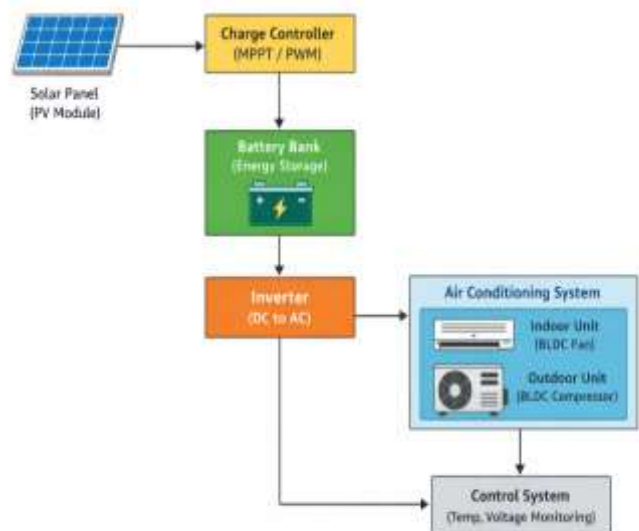 Charge Controller
(MPPT / PWM)
Solar Panel
(PV Module)
Battery Bank
(Energy Storage)
Inverter
(DC to AC)
Air Conditioning System
Indoor Unit
(BLDC Fan)
Outdoor Unit
(BLDC Compressor)
Control System
(Temp, Voltage Monitoring)